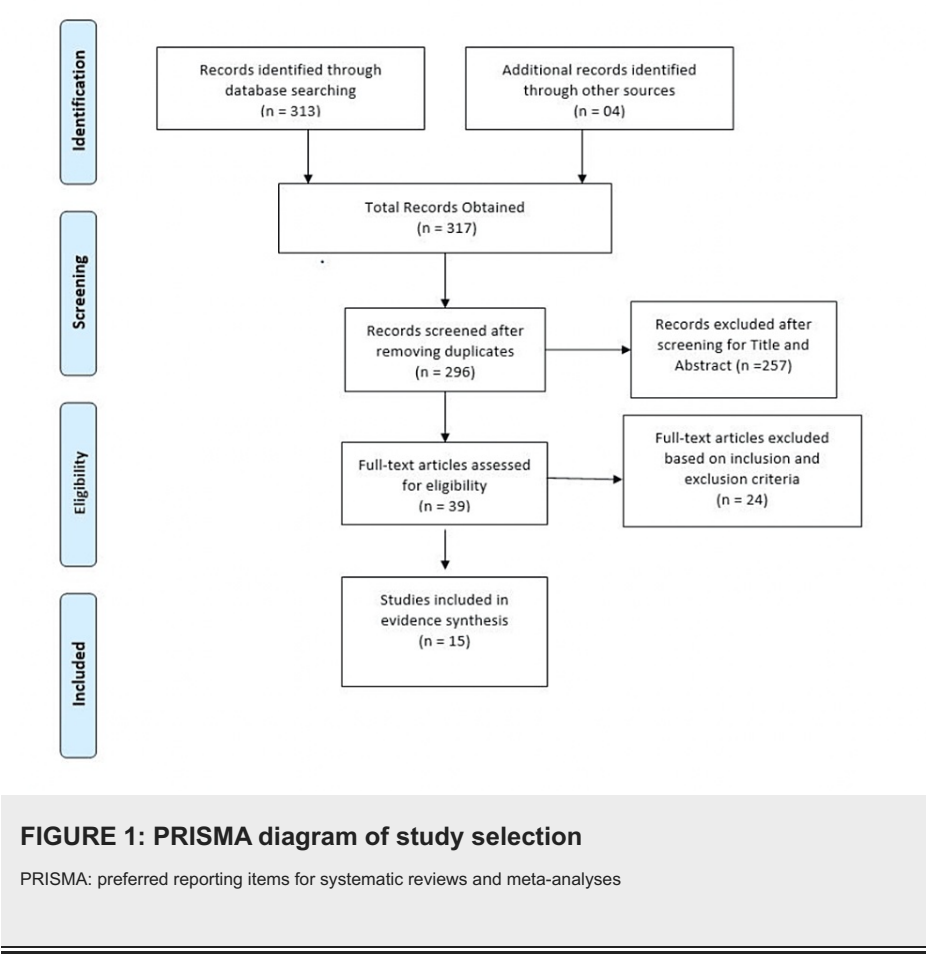 Identification
Records identified through
database searching
(n = 313)
Additional records identified
through other sources
(n = 04)
Total Records Obtained
(n = 317)
Screening
Records screened after
removing duplicates
(n = 296)
Records excluded after
screening for Title and
Abstract (n =257)
Eligibility
Full-text articles assessed
for eligibility
(n = 39)
Full-text articles excluded
based on inclusion and
exclusion criteria
(n = 24)
Included
Studies included in
evidence synthesis
(n = 15)
FIGURE 1: PRISMA diagram of study selection
PRISMA: preferred reporting items for systematic reviews and meta-analyses